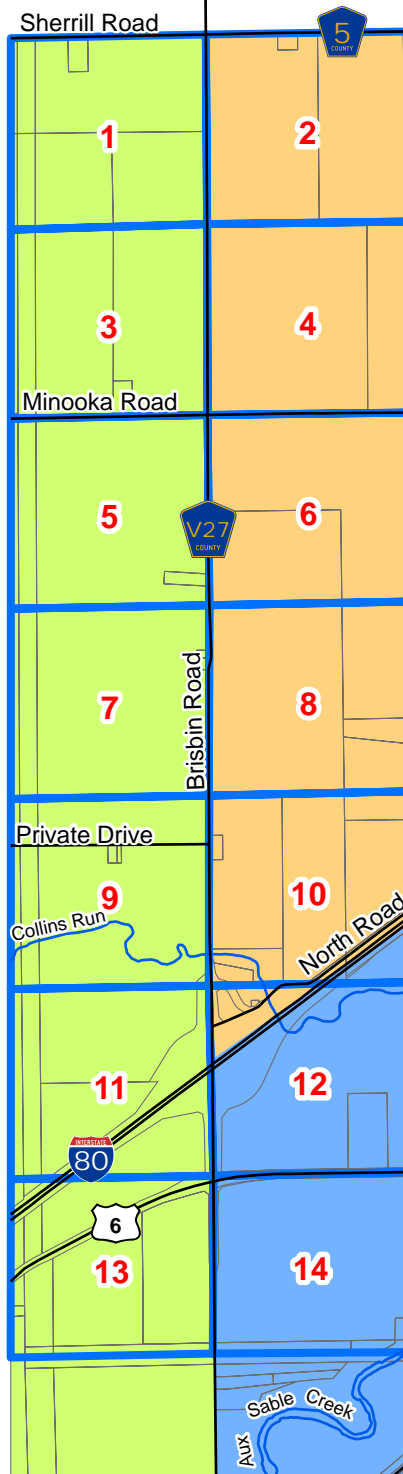 Sherrill Road
5
COUNTY
1
2
3
4
Minooka Road
5
6
V27
COUNTY
Brisbin Road
7
8
Private Drive
9
10
Collins Run
North Road
11
12
INTERSTATE
80
6
13
14
Aux Sable Creek